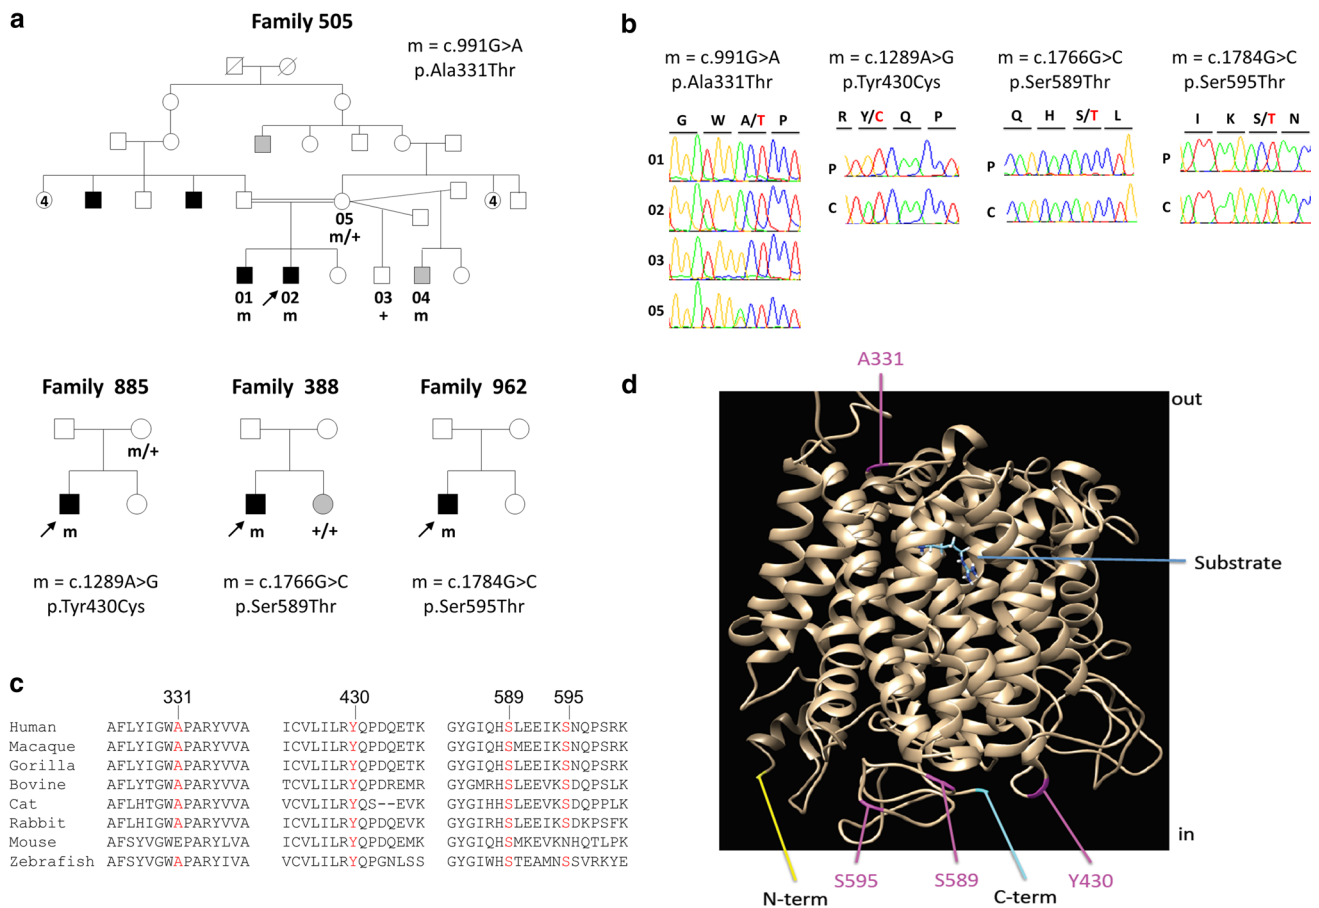 a
Family 505
m = c.991G>A
p.Ala331Thr
4
4
05
m/+
01
02
03
04
m
m
+
m
Family 885
Family 388
Family 962
m/+
m
m
+/+
m
m = c.1289A>G
p.Tyr430Cys
m = c.1766G>C
p.Ser589Thr
m = c.1784G>C
p.Ser595Thr
b
m = c.991G>A
p.Ala331Thr
m = c.1289A>G
p.Tyr430Cys
m = c.1766G>C
p.Ser589Thr
m = c.1784G>C
p.Ser595Thr
G W A/T P
R Y/C Q P
Q H S/T L
I K S/T N
01
02
03
05
P
C
P
C
P
C
c
331 430 589 595
Human AFLYIGWAPARYVVA ICVLILRYQPDQETK GYGIQHSLEEIKSNQPSRK
Macaque AFLYIGWAPARYVVA ICVLILRYQPDQETK GYGIQHSMEEIKSNQPSRK
Gorilla AFLYIGWAPARYVVA ICVLILRYQPDQETK GYGIQHSLEEIKSNQPSRK
Bovine AFLYTGWAPARYVVA TCVLILRYQPDREMR GYGMRHSLEEVKSDQPSLK
Cat AFLHTGWAPARYVVA VCVLILRYQS--EVK GYGIHHSLEEVKSDQPPLK
Rabbit AFLHIGWAPARYVVA ICVLILRYQPDQEVK GYGIRHSLEEIKSDKPSFK
Mouse AFSYVGWEPARYLVA ICVLILRYQPDQEMK GYGIRHSMKEVKNHQTLPK
Zebrafish AFSYVGWAPARYIVA VCVLILRYQPGNLSS GYGIWHSTEAMNSSVRKYE
d
A331
out
Substrate
in
S595
S589
Y430
N-term
C-term